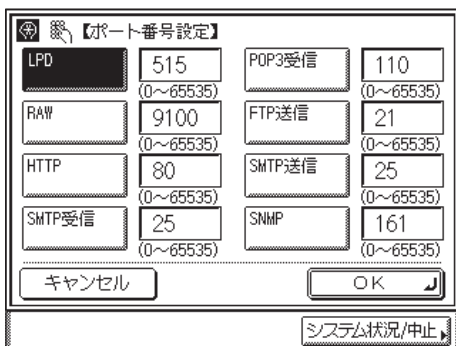 【ポート番号設定】
LPD 515 POP3受信 110
(0～65535) (0～65535)
RAW 9100 FTP送信 21
(0～65535) (0～65535)
HTTP 80 SMTP送信 25
(0～65535) (0～65535)
SMTP受信 25 SNMP 161
(0～65535) (0～65535)
キャンセル OK
システム状況/中止